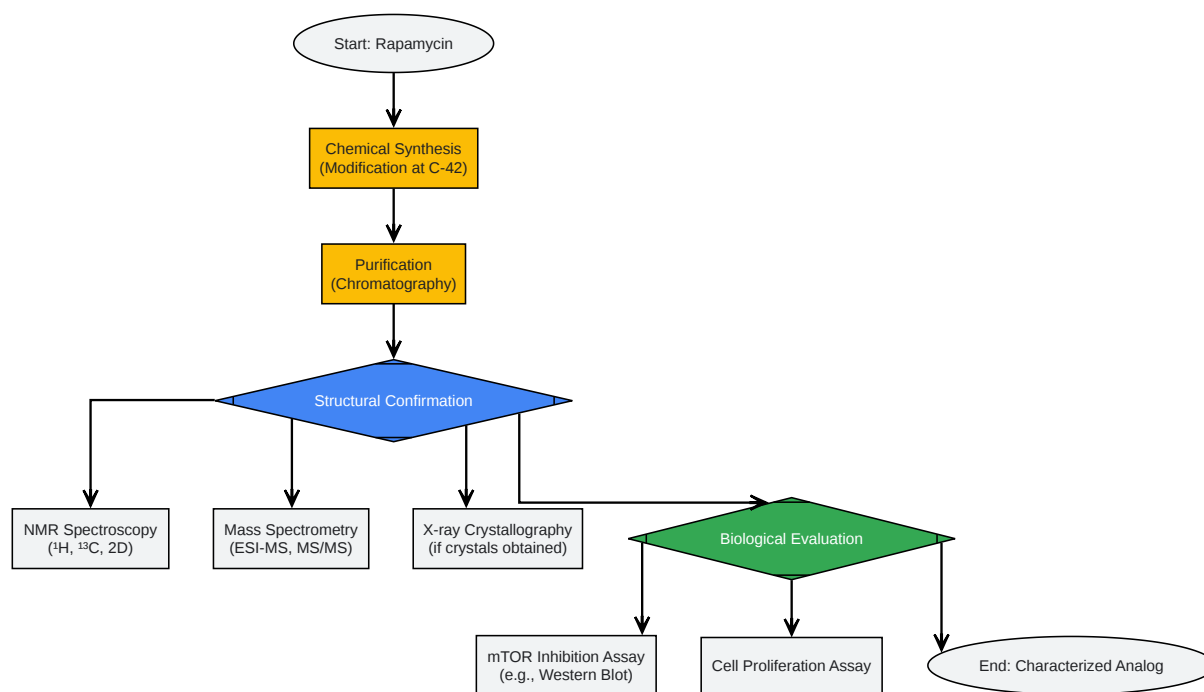 Start: Rapamycin
Chemical Synthesis
(Modification at C-42)
Purification
(Chromatography)
Structural Confirmation
NMR Spectroscopy
(¹H, ¹³C, 2D)
Mass Spectrometry
(ESI-MS, MS/MS)
X-ray Crystallography
(if crystals obtained)
Biological Evaluation
mTOR Inhibition Assay
(e.g., Western Blot)
Cell Proliferation Assay
End: Characterized Analog